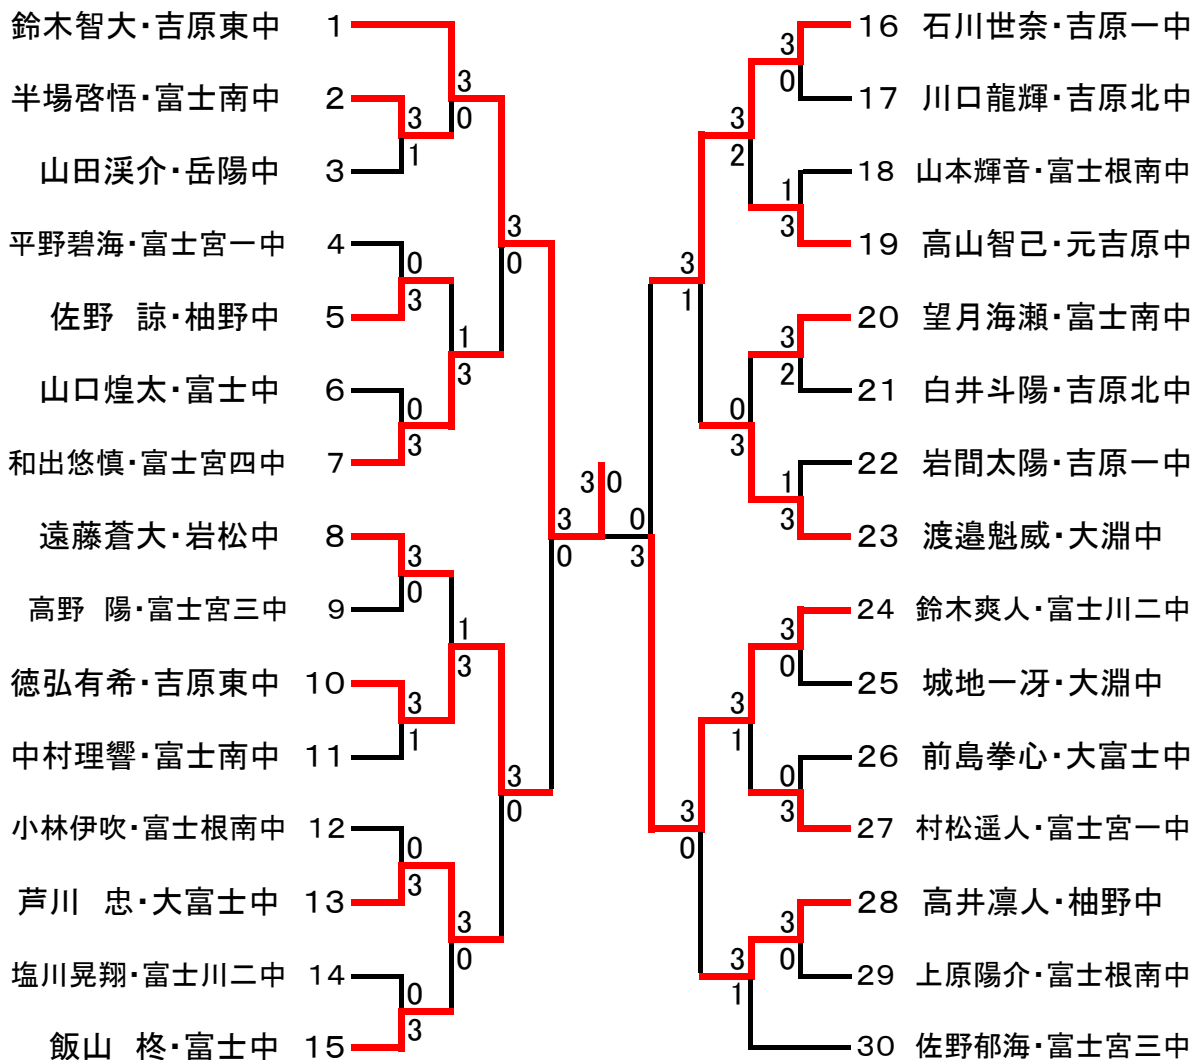 鈴木智大・吉原東中 1
半場啓悟・富士南中 2
山田渓介・岳陽中 3
平野碧海・富士宮一中 4
佐野 諒・柚野中 5
山口煌太・富士中 6
和出悠慎・富士宮四中 7
遠藤蒼大・岩松中 8
高野 陽・富士宮三中 9
徳弘有希・吉原東中 10
中村理響・富士南中 11
小林伊吹・富士根南中 12
芦川 忠・大富士中 13
塩川晃翔・富士川二中 14
飯山 柊・富士中 15
3
1
0
3
0
3
3
0
3
1
0
3
0
3
3
0
1
3
1
3
3
0
3
0
3
0
3
0
3 0
0
3
3
1
3
0
3
2
0
3
3
1
3
1
3
0
1
3
3
2
1
3
3
0
0
3
3
0
16 石川世奈・吉原一中
17 川口龍輝・吉原北中
18 山本輝音・富士根南中
19 高山智己・元吉原中
20 望月海瀬・富士南中
21 白井斗陽・吉原北中
22 岩間太陽・吉原一中
23 渡邉魁威・大淵中
24 鈴木爽人・富士川二中
25 城地一冴・大淵中
26 前島拳心・大富士中
27 村松遥人・富士宮一中
28 高井凛人・柚野中
29 上原陽介・富士根南中
30 佐野郁海・富士宮三中